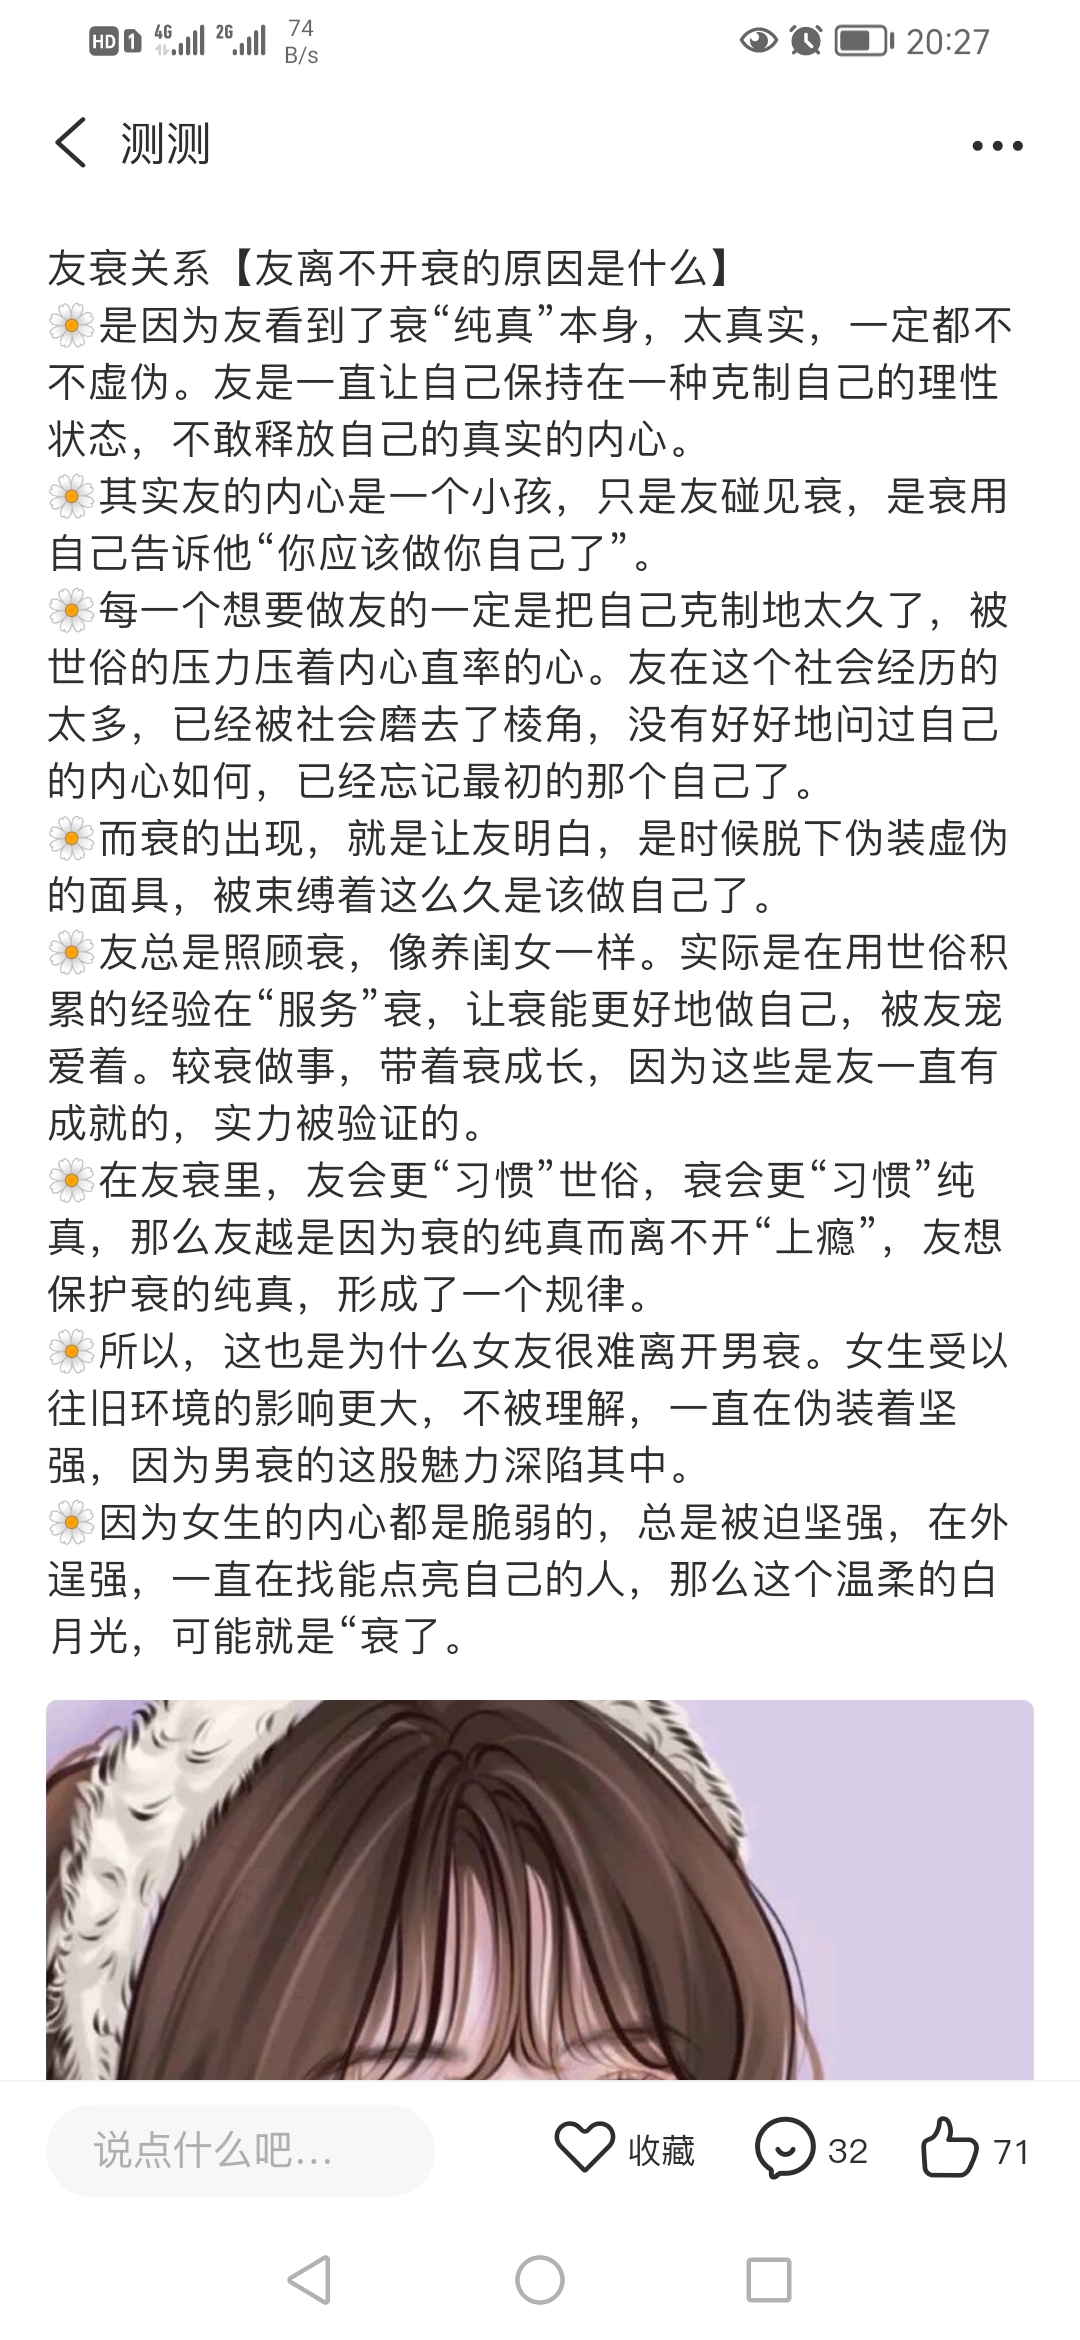 HD 1 4G 2G 74 B/s 20:27
测测
友衰关系【友离不开衰的原因是什么】
🌼是因为友看到了衰“纯真”本身，太真实，一定都不
不虚伪。友是一直让自己保持在一种克制自己的理性
状态，不敢释放自己的真实的内心。
🌼其实友的内心是一个小孩，只是友碰见衰，是衰用
自己告诉他“你应该做你自己了”。
🌼每一个想要做友的一定是把自己克制地太久了，被
世俗的压力压着内心直率的心。友在这个社会经历的
太多，已经被社会磨去了棱角，没有好好地问过自己
的内心如何，已经忘记最初的那个自己了。
🌼而衰的出现，就是让友明白，是时候脱下伪装虚伪
的面具，被束缚着这么久是该做自己了。
🌼友总是照顾衰，像养闺女一样。实际是在用世俗积
累的经验在“服务”衰，让衰能更好地做自己，被友宠
爱着。较衰做事，带着衰成长，因为这些是友一直有
成就的，实力被验证的。
🌼在友衰里，友会更“习惯”世俗，衰会更“习惯”纯
真，那么友越是因为衰的纯真而离不开“上瘾”，友想
保护衰的纯真，形成了一个规律。
🌼所以，这也是为什么女友很难离开男衰。女生受以
往旧环境的影响更大，不被理解，一直在伪装着坚
强，因为男衰的这股魅力深陷其中。
🌼因为女生的内心都是脆弱的，总是被迫坚强，在外
逞强，一直在找能点亮自己的人，那么这个温柔的白
月光，可能就是“衰了。
说点什么吧... 收藏 32 71